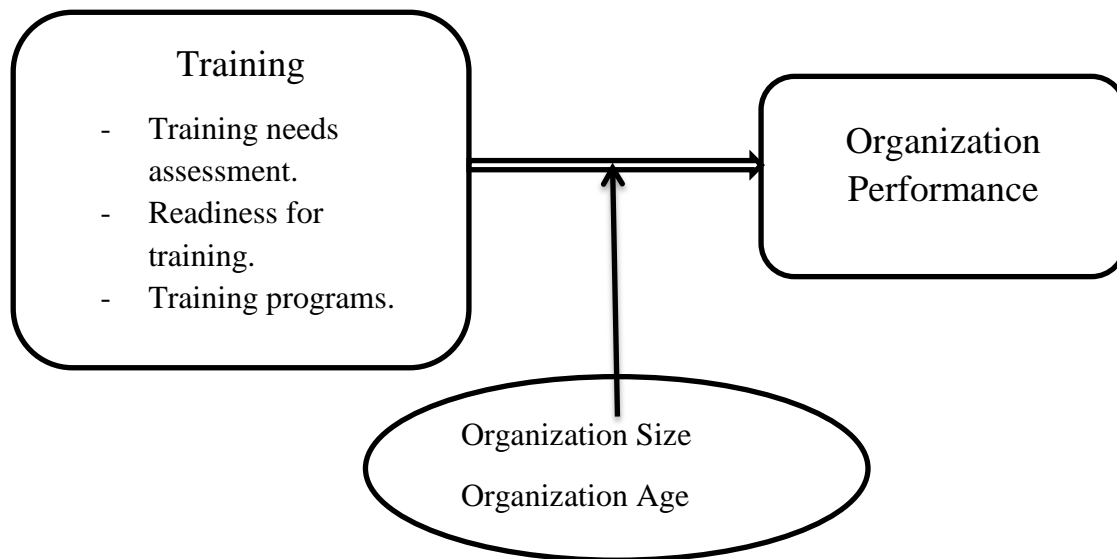 Training
- Training needs
assessment.
- Readiness for
training.
- Training programs.
Organization
Performance
Organization Size
Organization Age